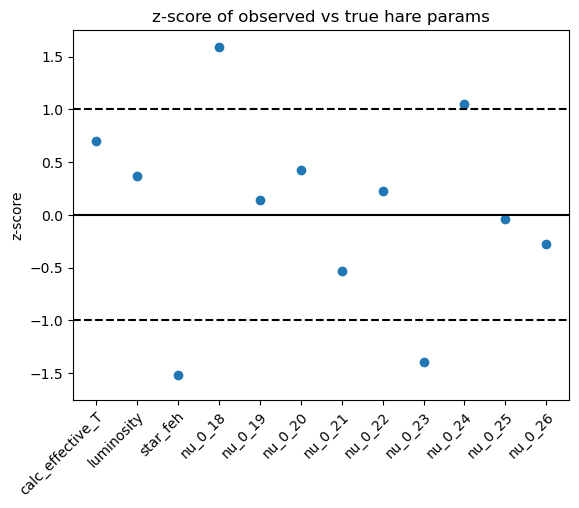 z-score of observed vs true hare params
z-score
1.5
1.0
0.5
0.0
−0.5
−1.0
−1.5
calc_effective_T
luminosity
star_feh
nu_0_18
nu_0_19
nu_0_20
nu_0_21
nu_0_22
nu_0_23
nu_0_24
nu_0_25
nu_0_26